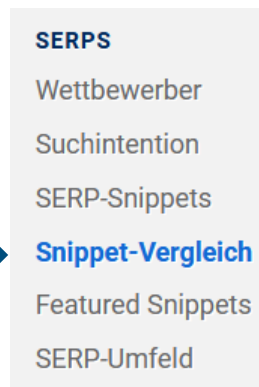 SERPS
Wettbewerber
Suchintention
SERP-Snippets
Snippet-Vergleich
Featured Snippets
SERP-Umfeld